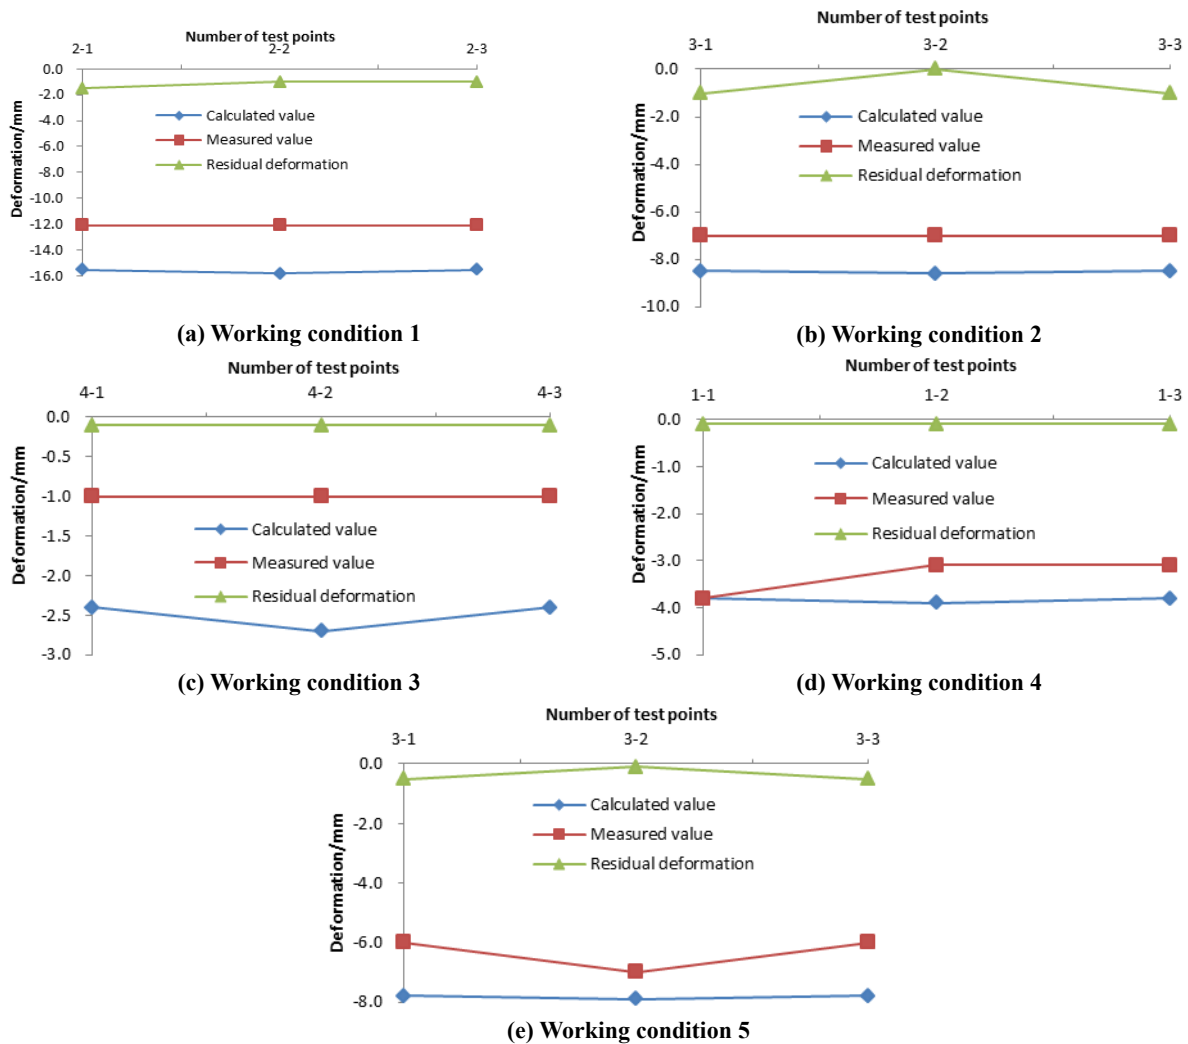 Number of test points
2-1 2-2 2-3
0.0
-2.0
-4.0
-6.0
-8.0
-10.0
-12.0
-14.0
-16.0
Deformation/mm
Calculated value
Measured value
Residual deformation
(a) Working condition 1
Number of test points
3-1 3-2 3-3
0.0
-2.0
-4.0
-6.0
-8.0
-10.0
Deformation/mm
Calculated value
Measured value
Residual deformation
(b) Working condition 2
Number of test points
4-1 4-2 4-3
0.0
-0.5
-1.0
-1.5
-2.0
-2.5
-3.0
Deformation/mm
Calculated value
Measured value
Residual deformation
(c) Working condition 3
Number of test points
1-1 1-2 1-3
0.0
-1.0
-2.0
-3.0
-4.0
-5.0
Deformation/mm
Calculated value
Measured value
Residual deformation
(d) Working condition 4
Number of test points
3-1 3-2 3-3
0.0
-2.0
-4.0
-6.0
-8.0
Deformation/mm
Calculated value
Measured value
Residual deformation
(e) Working condition 5